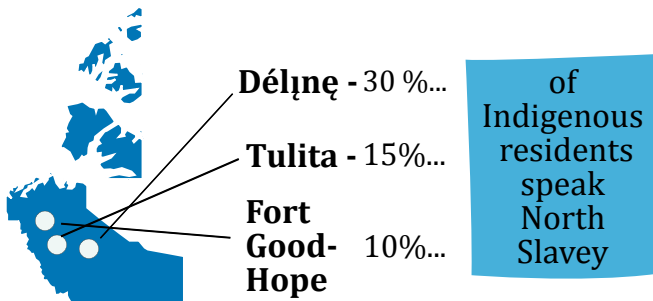 Délı̨nę - 30 %...
Tulita - 15%...
Fort
Good-
Hope
10%...
of
Indigenous
residents
speak
North
Slavey